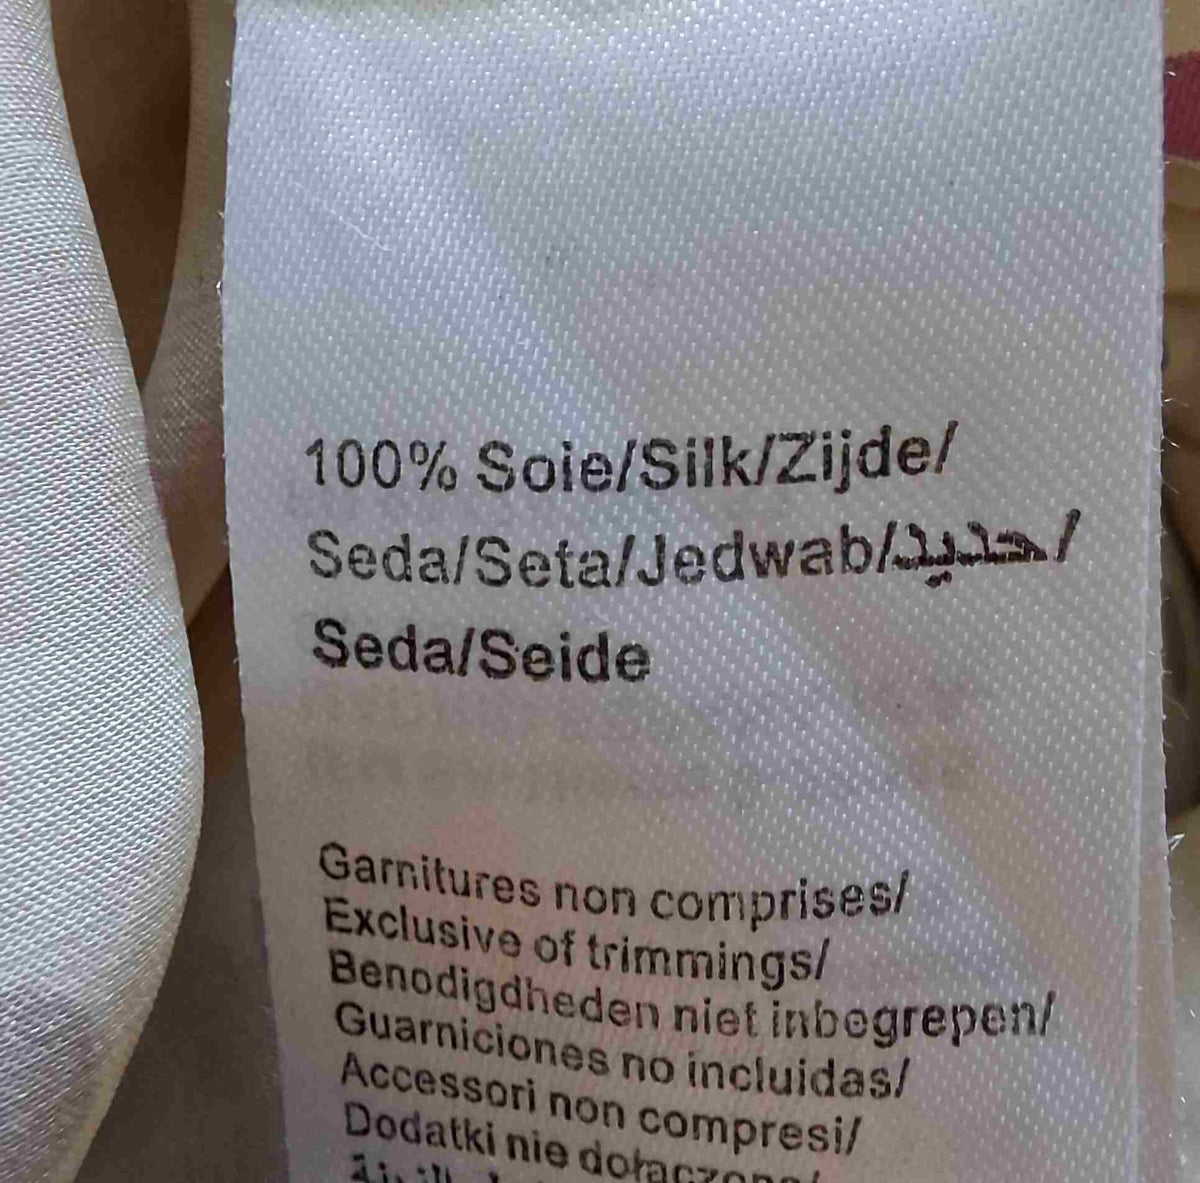 100% Soie/Silk/Zijde/
Seda/Seta/Jedwab/حديد/
Seda/Seide
Garnitures non comprises/
Exclusive of trimmings/
Benodigdheden niet inbegrepen/
Guarniciones no incluidas/
Accessori non compresi/
Dodatki nie dołączone/